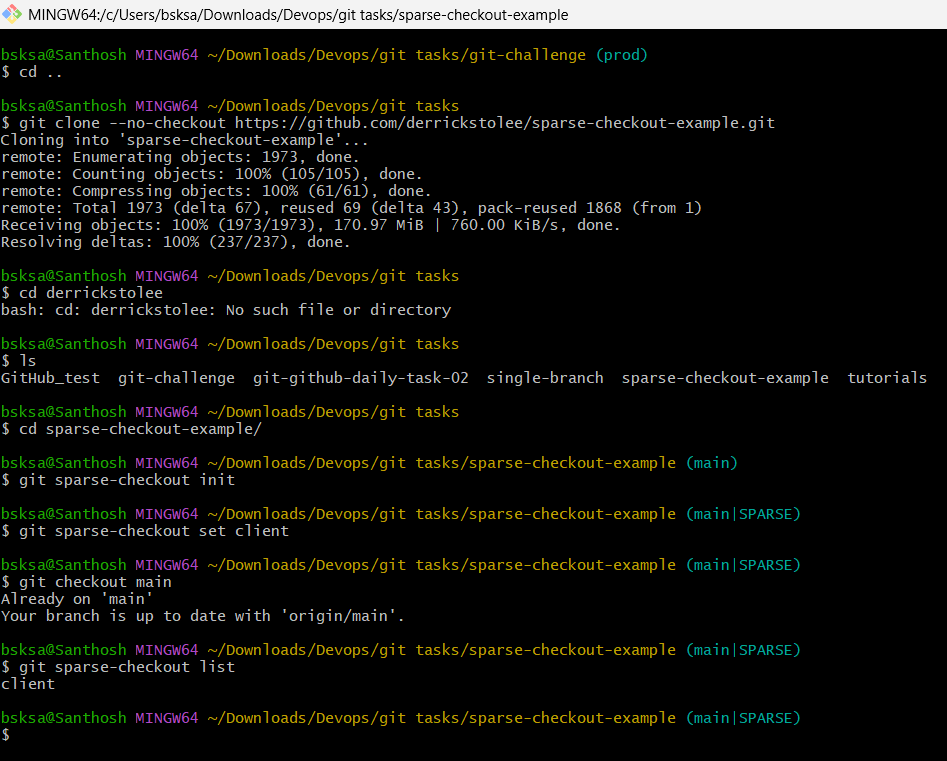 MINGW64:/c/Users/bsksa/Downloads/Devops/git tasks/sparse-checkout-example
bsksa@Santhosh MINGW64 ~/Downloads/Devops/git tasks/git-challenge (prod)
$ cd ..
bsksa@Santhosh MINGW64 ~/Downloads/Devops/git tasks
$ git clone --no-checkout https://github.com/derrickstolee/sparse-checkout-example.git
Cloning into 'sparse-checkout-example'...
remote: Enumerating objects: 1973, done.
remote: Counting objects: 100% (105/105), done.
remote: Compressing objects: 100% (61/61), done.
remote: Total 1973 (delta 67), reused 69 (delta 43), pack-reused 1868 (from 1)
Receiving objects: 100% (1973/1973), 170.97 MiB | 760.00 KiB/s, done.
Resolving deltas: 100% (237/237), done.
bsksa@Santhosh MINGW64 ~/Downloads/Devops/git tasks
$ cd derrickstolee
bash: cd: derrickstolee: No such file or directory
bsksa@Santhosh MINGW64 ~/Downloads/Devops/git tasks
$ ls
GitHub_test  git-challenge  git-github-daily-task-02  single-branch  sparse-checkout-example  tutorials
bsksa@Santhosh MINGW64 ~/Downloads/Devops/git tasks
$ cd sparse-checkout-example/
bsksa@Santhosh MINGW64 ~/Downloads/Devops/git tasks/sparse-checkout-example (main)
$ git sparse-checkout init
bsksa@Santhosh MINGW64 ~/Downloads/Devops/git tasks/sparse-checkout-example (main|SPARSE)
$ git sparse-checkout set client
bsksa@Santhosh MINGW64 ~/Downloads/Devops/git tasks/sparse-checkout-example (main|SPARSE)
$ git checkout main
Already on 'main'
Your branch is up to date with 'origin/main'.
bsksa@Santhosh MINGW64 ~/Downloads/Devops/git tasks/sparse-checkout-example (main|SPARSE)
$ git sparse-checkout list
client
bsksa@Santhosh MINGW64 ~/Downloads/Devops/git tasks/sparse-checkout-example (main|SPARSE)
$